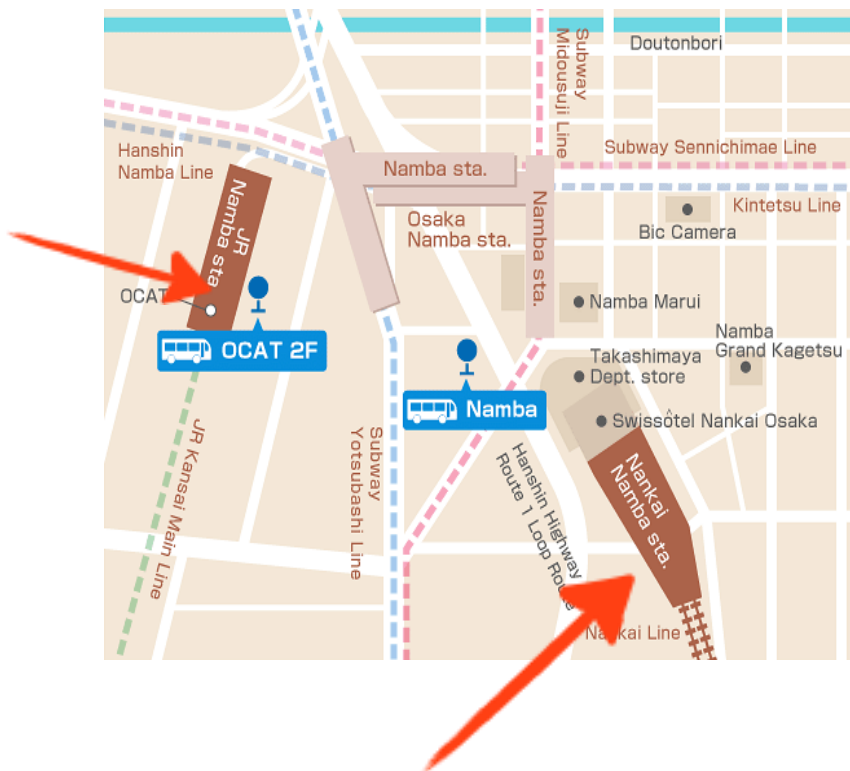 Doutonbori
Subway
Midousuji Line
Subway Sennichimae Line
Hanshin
Namba Line
Namba sta.
Kintetsu Line
JR
Namba sta
Osaka
Namba sta.
Namba sta.
Bic Camera
OCAT
Namba Marui
OCAT 2F
Namba
Grand Kagetsu
Takashimaya
Dept. store
Namba
Swissôtel Nankai Osaka
JR Kansai Main Line
Subway
Yotsubashi Line
Hanshin Highway
Route 1 Loop Route
Nankai
Namba sta.
Nankai Line